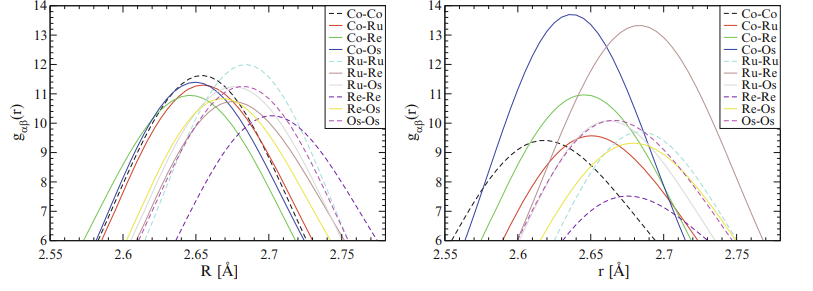 14
13
12
11
10
9
8
7
6
gαβ(r)
2.55
2.6
2.65
2.7
2.75
R [Å]
Co-Co
Co-Ru
Co-Re
Co-Os
Ru-Ru
Ru-Re
Ru-Os
Re-Re
Re-Os
Os-Os
14
13
12
11
10
9
8
7
6
gαβ(r)
2.55
2.6
2.65
2.7
2.75
r [Å]
Co-Co
Co-Ru
Co-Re
Co-Os
Ru-Ru
Ru-Re
Ru-Os
Re-Re
Re-Os
Os-Os